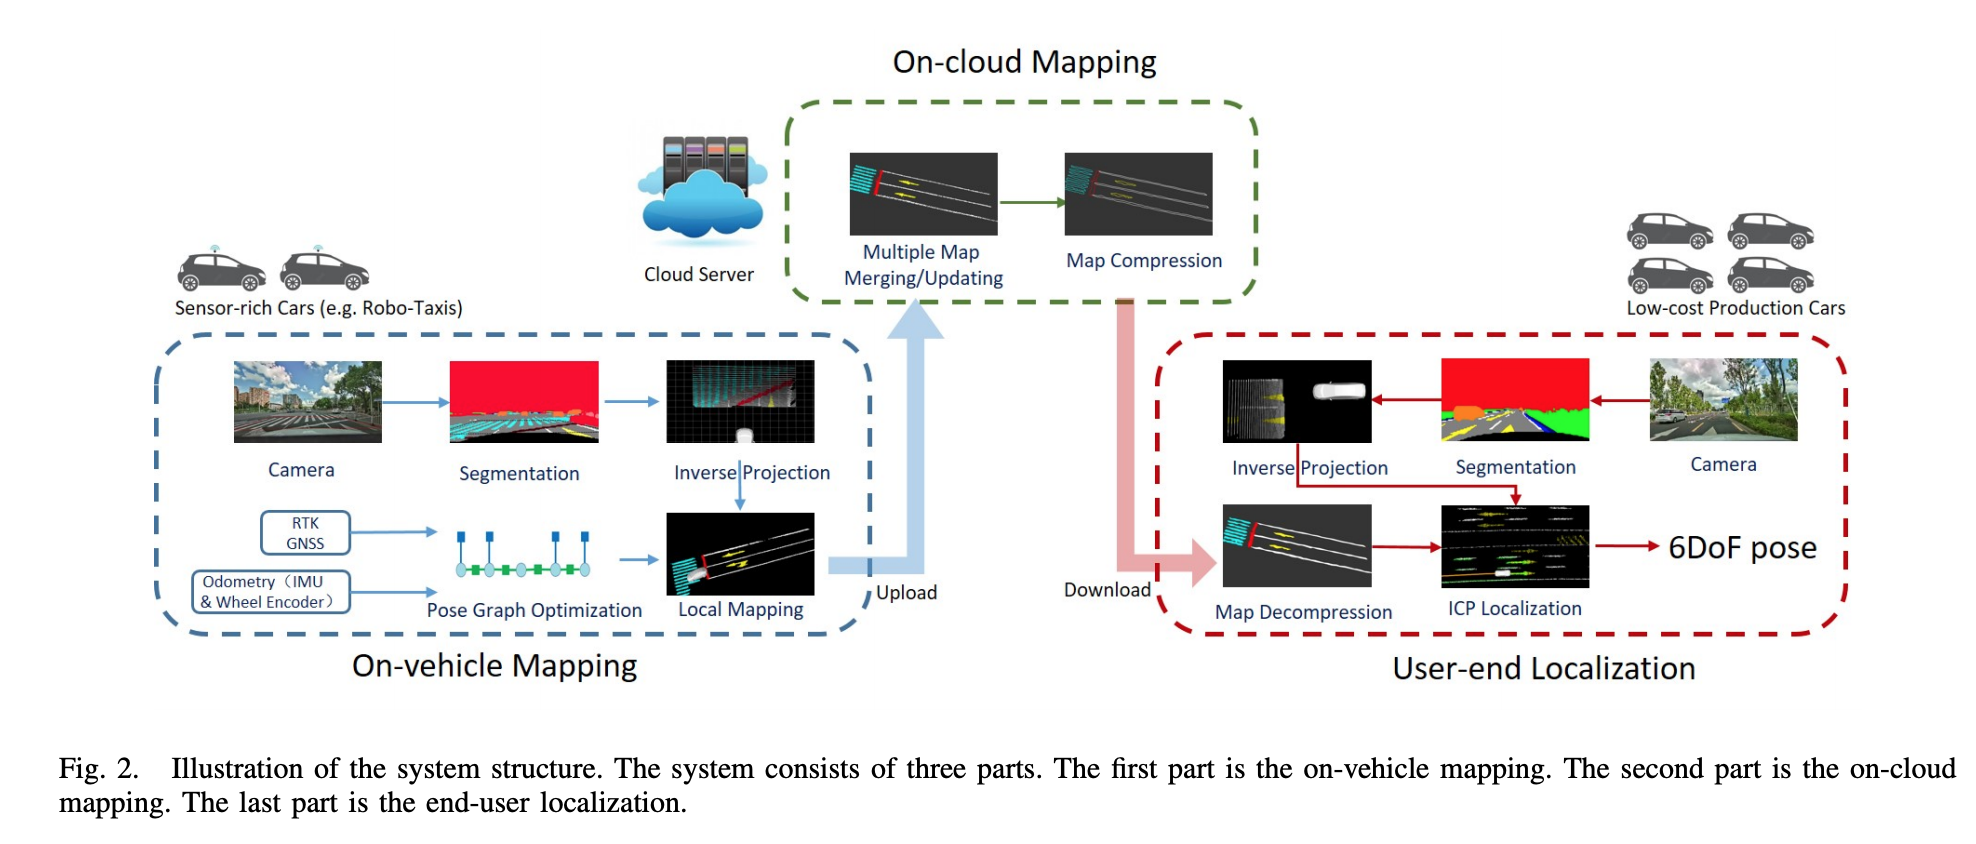 On-cloud Mapping
Cloud Server
Multiple Map
Merging/Updating
Map Compression
Sensor-rich Cars (e.g. Robo-Taxis)
Low-cost Production Cars
Camera
Segmentation
Inverse Projection
RTK
GNSS
Odometry（IMU
& Wheel Encoder）
Pose Graph Optimization
Local Mapping
Upload
On-vehicle Mapping
Download
Inverse Projection
Segmentation
Camera
Map Decompression
ICP Localization
6DoF pose
User-end Localization
Fig. 2. Illustration of the system structure. The system consists of three parts. The first part is the on-vehicle mapping. The second part is the on-cloud
mapping. The last part is the end-user localization.